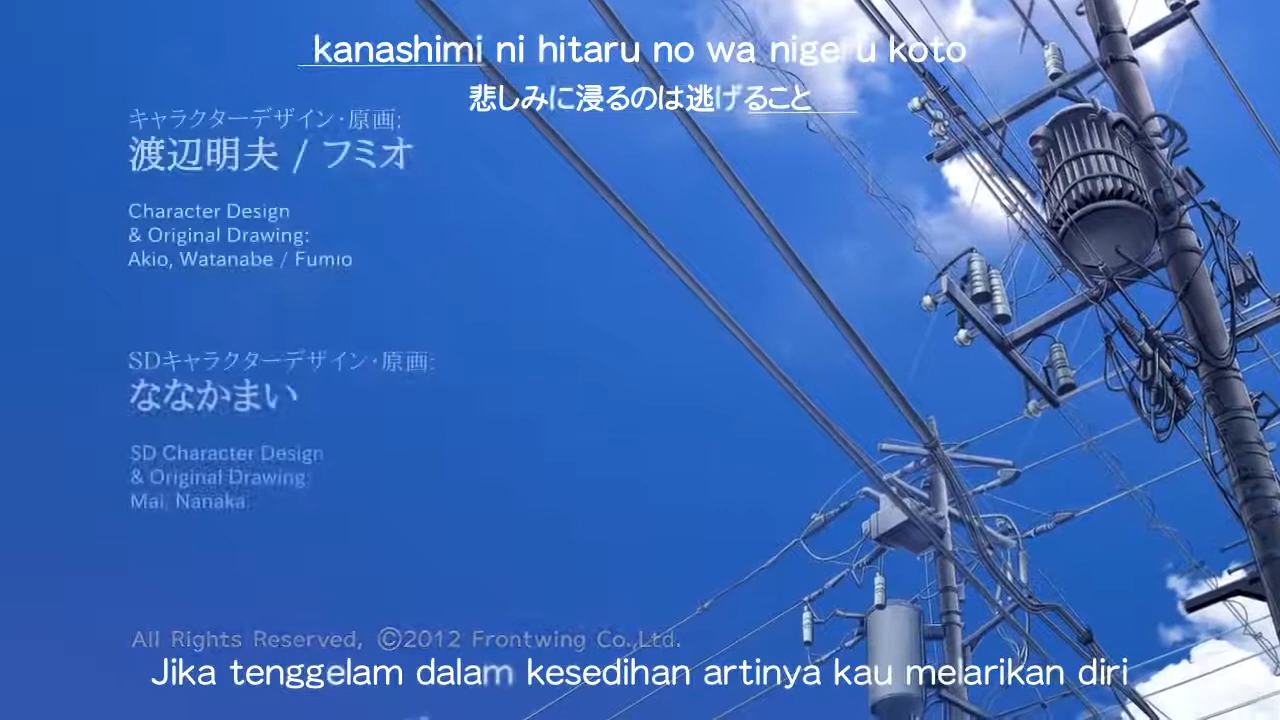 kanashimi ni hitaru no wa nigeru koto
悲しみに浸るのは逃げること
キャラクターデザイン・原画:
渡辺明夫 / フミオ
Character Design
& Original Drawing:
Akio, Watanabe / Fumio
SDキャラクターデザイン・原画:
ななかまい
SD Character Design
& Original Drawing:
Mai, Nanaka
All Rights Reserved, ©2012 Frontwing Co.,Ltd.
Jika tenggelam dalam kesedihan artinya kau melarikan diri